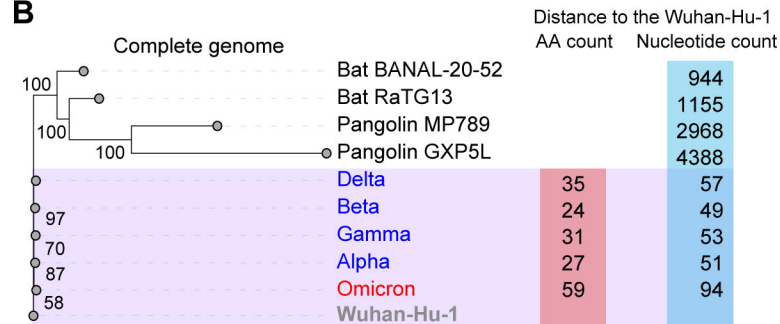 B
Distance to the Wuhan-Hu-1
Complete genome AA count Nucleotide count
Bat BANAL-20-52 944
100
Bat RaTG13 1155
100
Pangolin MP789 2968
100
Pangolin GXP5L 4388
Delta 35 57
Beta 24 49
97
Gamma 31 53
70
Alpha 27 51
87
Omicron 59 94
58
Wuhan-Hu-1